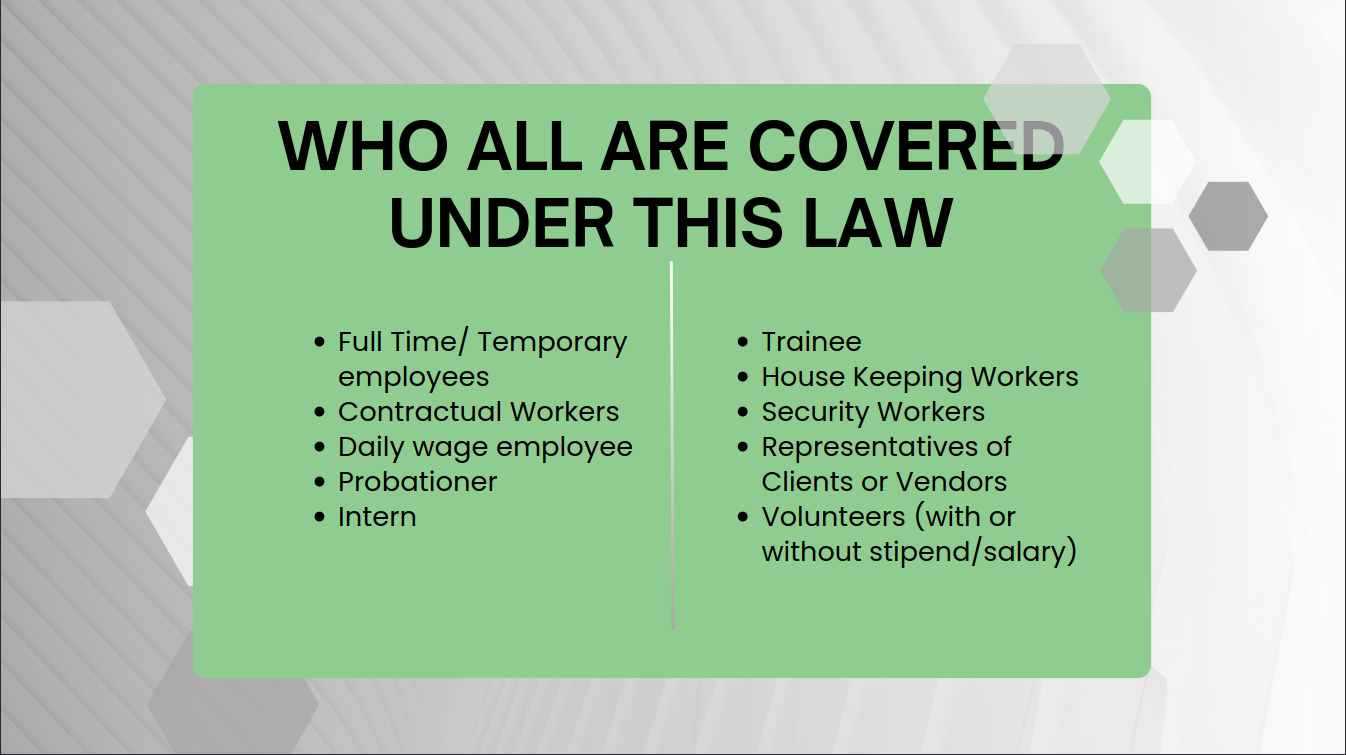 WHO ALL ARE COVERED
UNDER THIS LAW
• Full Time/ Temporary
employees
• Contractual Workers
• Daily wage employee
• Probationer
• Intern
• Trainee
• House Keeping Workers
• Security Workers
• Representatives of
Clients or Vendors
• Volunteers (with or
without stipend/salary)